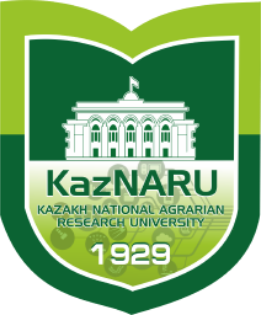 KazNARU
KAZAKH NATIONAL AGRARIAN
RESEARCH UNIVERSITY
1929